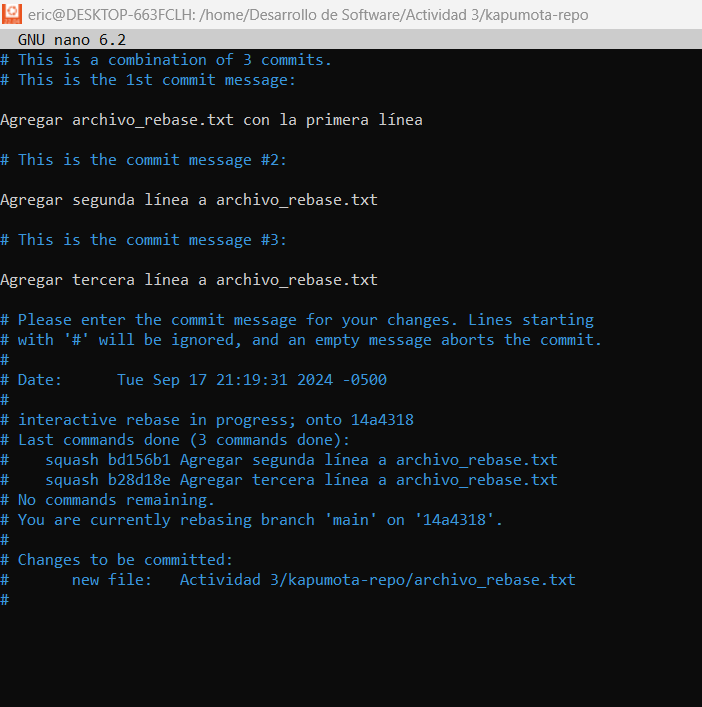 eric@DESKTOP-663FCLH: /home/Desarrollo de Software/Actividad 3/kapumota-repo
GNU nano 6.2
# This is a combination of 3 commits.
# This is the 1st commit message:
Agregar archivo_rebase.txt con la primera línea
# This is the commit message #2:
Agregar segunda línea a archivo_rebase.txt
# This is the commit message #3:
Agregar tercera línea a archivo_rebase.txt
# Please enter the commit message for your changes. Lines starting
# with '#' will be ignored, and an empty message aborts the commit.
#
# Date:      Tue Sep 17 21:19:31 2024 -0500
#
# interactive rebase in progress; onto 14a4318
# Last commands done (3 commands done):
#    squash bd156b1 Agregar segunda línea a archivo_rebase.txt
#    squash b28d18e Agregar tercera línea a archivo_rebase.txt
# No commands remaining.
# You are currently rebasing branch 'main' on '14a4318'.
#
# Changes to be committed:
#       new file:   Actividad 3/kapumota-repo/archivo_rebase.txt
#